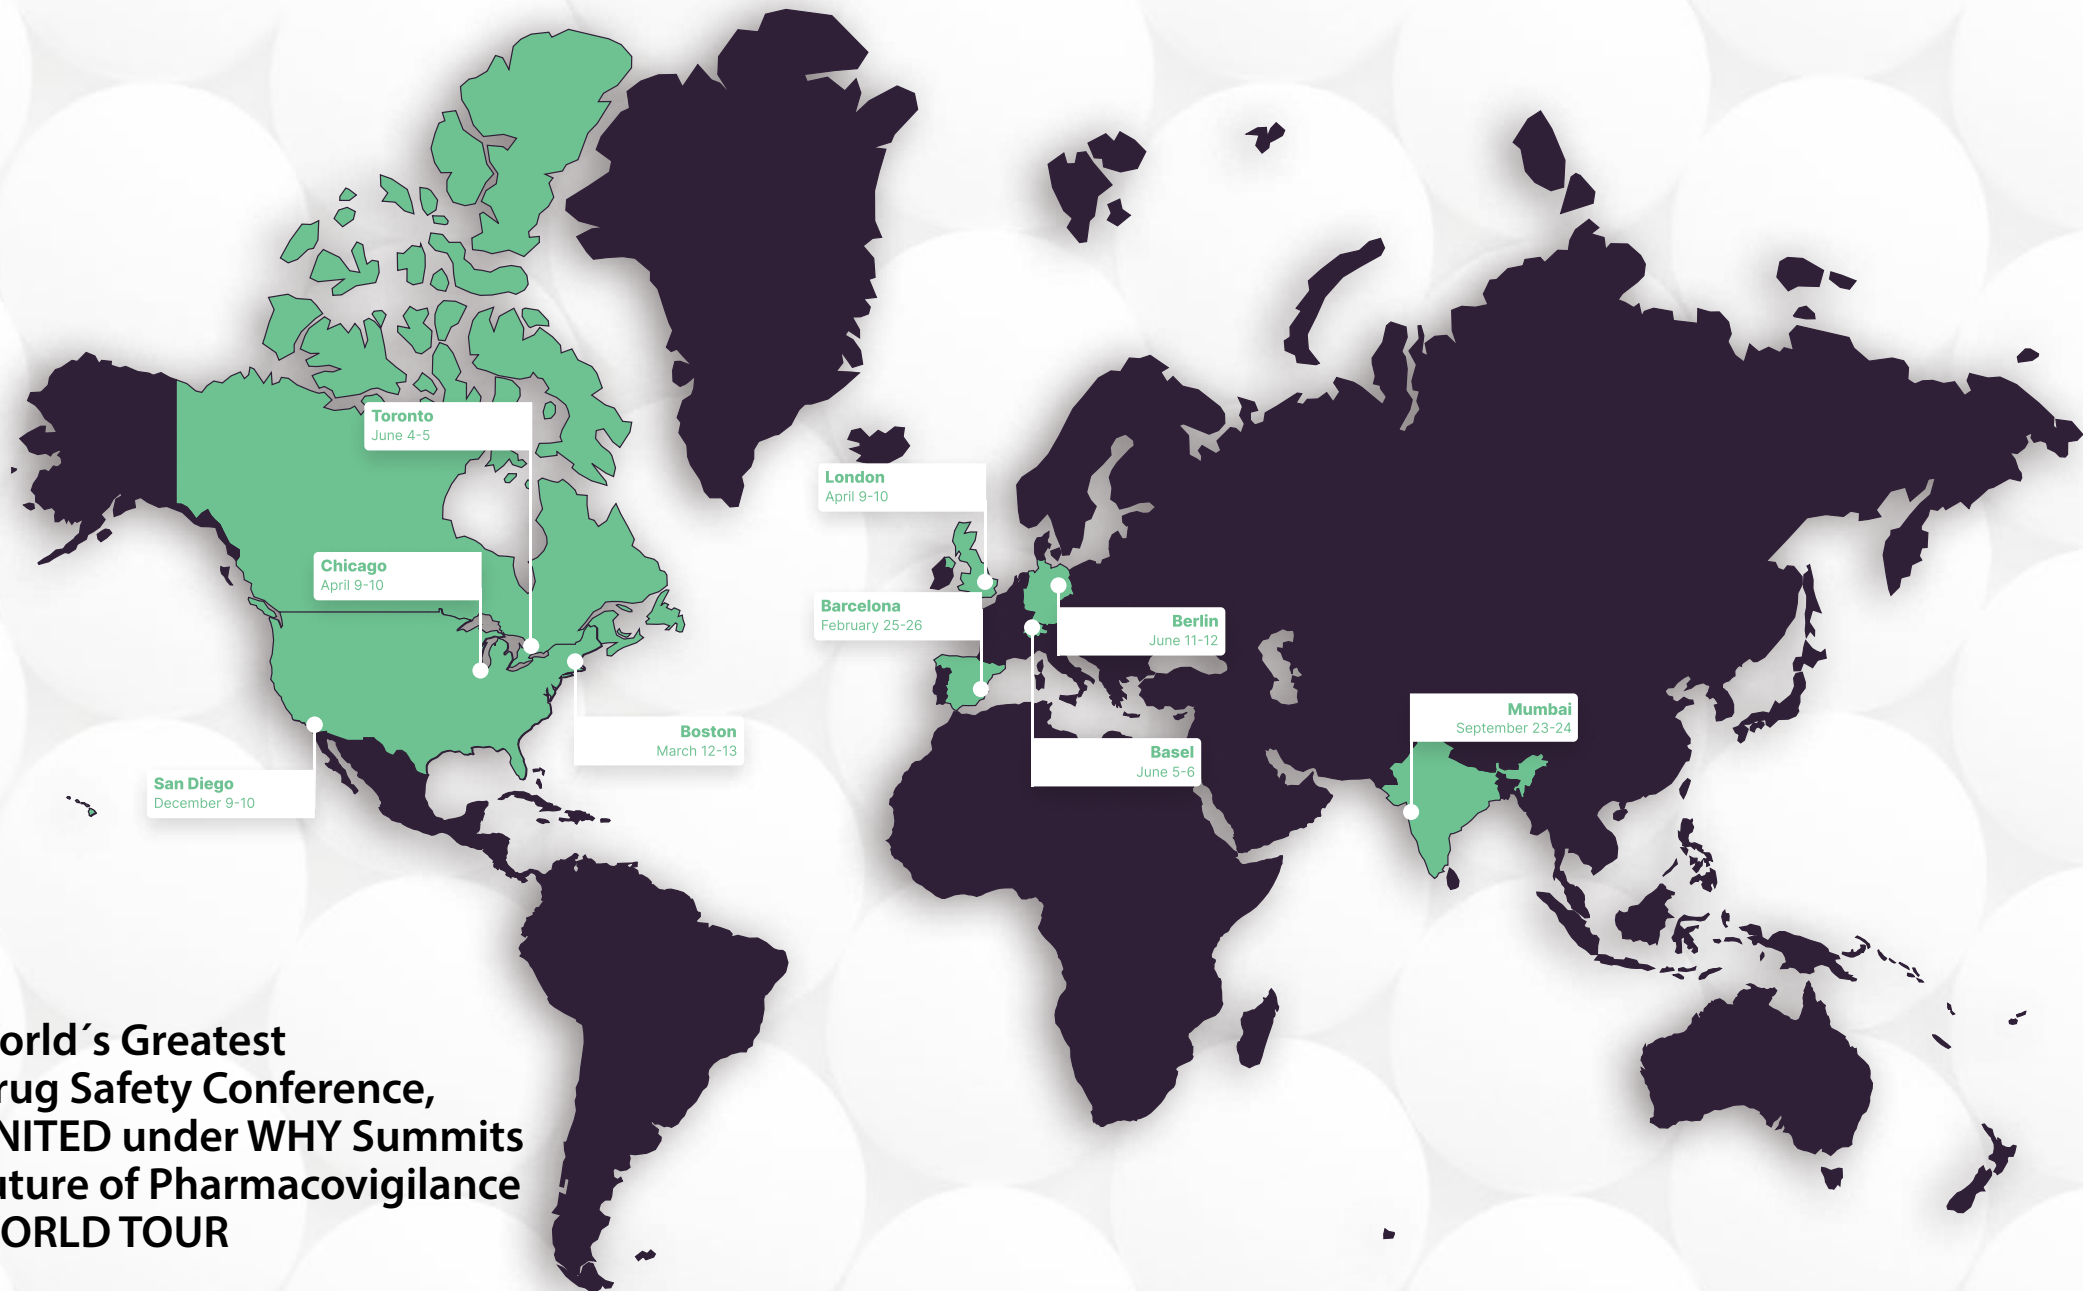 Toronto
June 4-5
London
April 9-10
Chicago
April 9-10
Barcelona
February 25-26
Berlin
June 11-12
Mumbai
September 23-24
Boston
March 12-13
Basel
June 5-6
San Diego
December 9-10
orld´s Greatest
rug Safety Conference,
NITED under WHY Summits
uture of Pharmacovigilance
ORLD TOUR